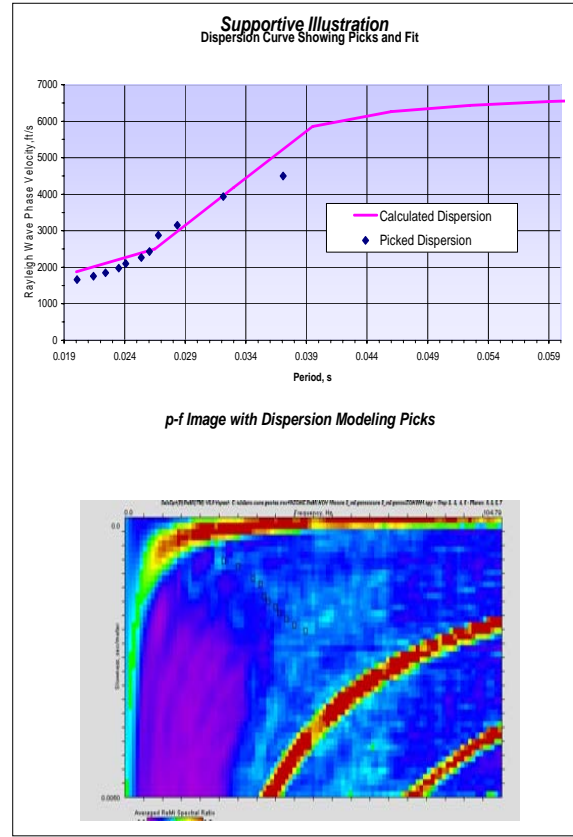 Supportive Illustration
Dispersion Curve Showing Picks and Fit
7000
6000
5000
4000
3000
2000
1000
0
Rayleigh Wave Phase Velocity,ft/s
Calculated Dispersion
Picked Dispersion
0.019 0.024 0.029 0.034 0.039 0.044 0.049 0.054 0.059
Period, s
p-f Image with Dispersion Modeling Picks
0.0 Frequency, Hz 104.79
0.0
Averaged ReMi Spectral Ratio